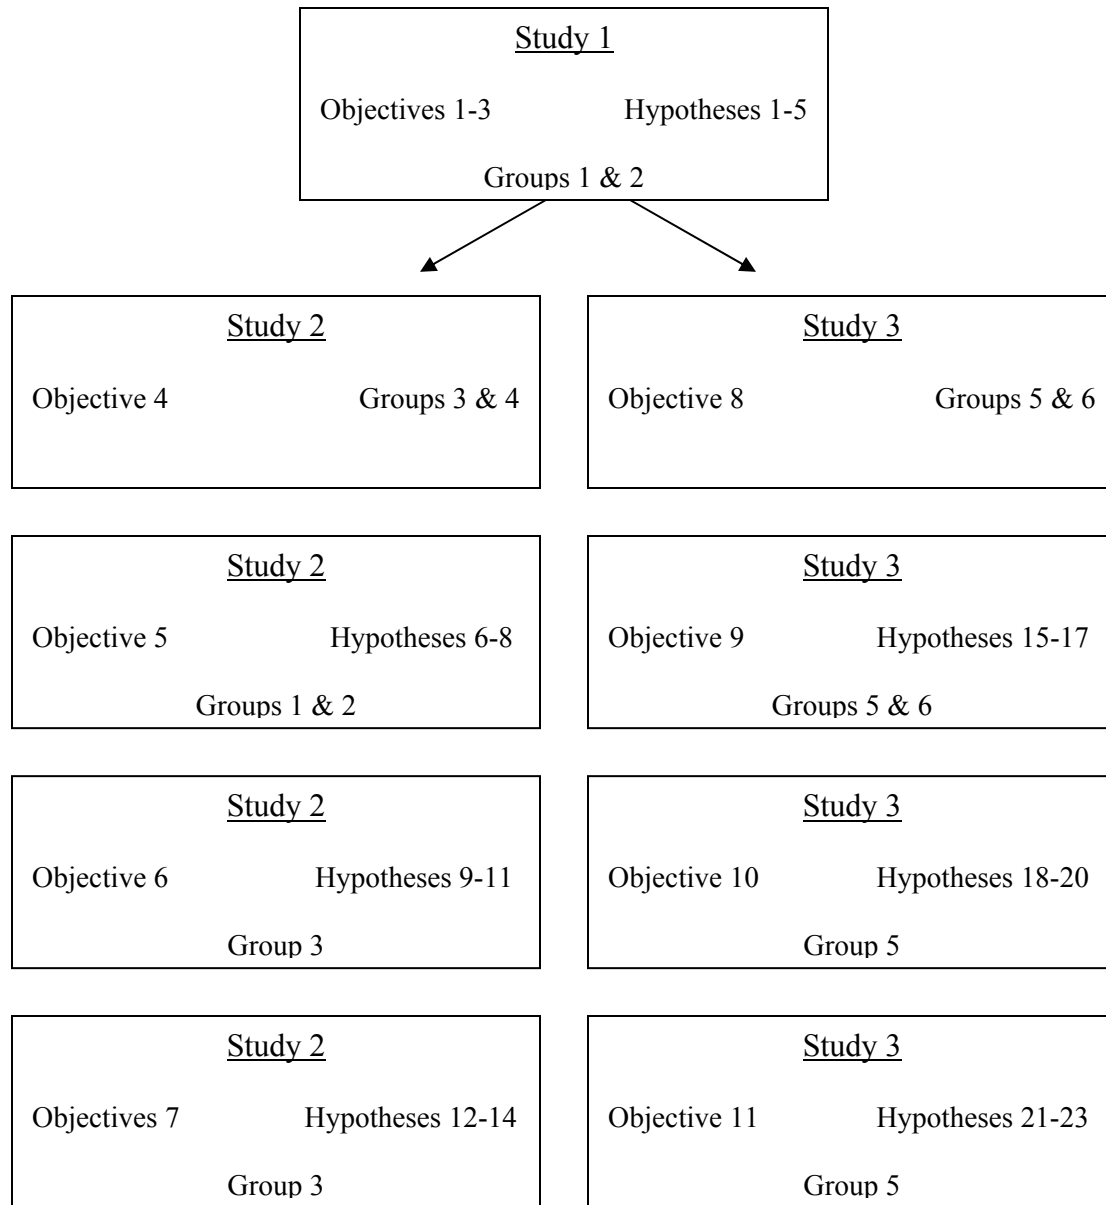 Study 1
Objectives 1-3 Hypotheses 1-5
Groups 1 & 2
Study 2
Objective 4 Groups 3 & 4
Study 3
Objective 8 Groups 5 & 6
Study 2
Objective 5 Hypotheses 6-8
Groups 1 & 2
Study 3
Objective 9 Hypotheses 15-17
Groups 5 & 6
Study 2
Objective 6 Hypotheses 9-11
Group 3
Study 3
Objective 10 Hypotheses 18-20
Group 5
Study 2
Objectives 7 Hypotheses 12-14
Group 3
Study 3
Objective 11 Hypotheses 21-23
Group 5